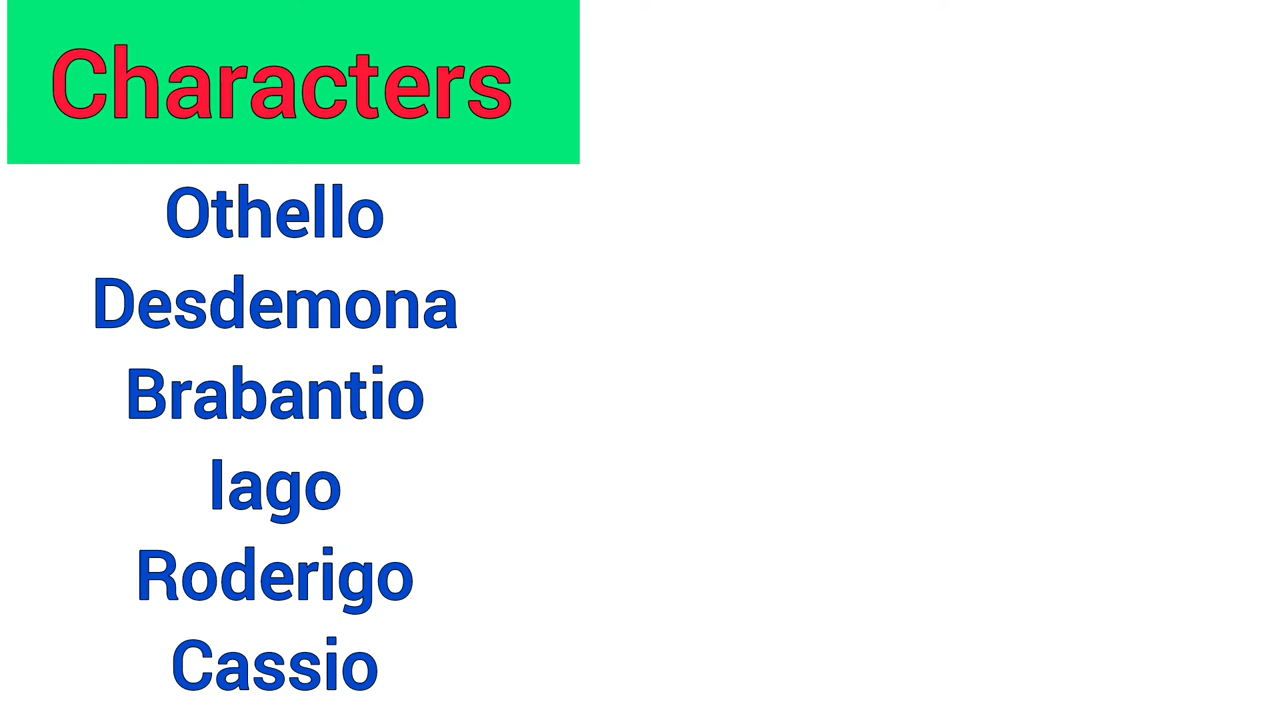 Characters
Othello
Desdemona
Brabantio
Iago
Roderigo
Cassio